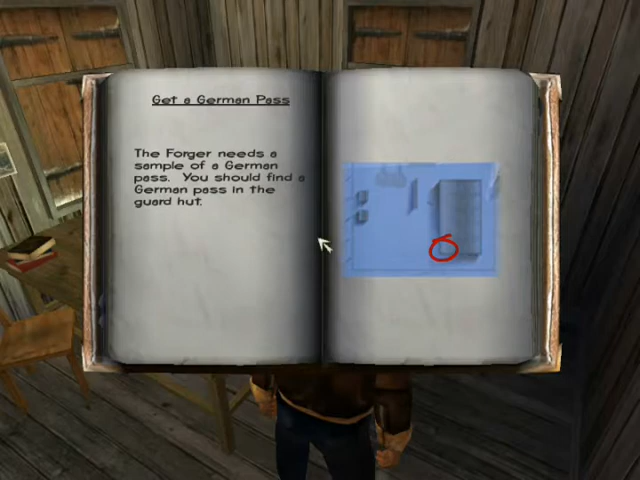 Get a German Pass
The Forger needs a
sample of a German
pass. You should find a
German pass in the
guard hut.